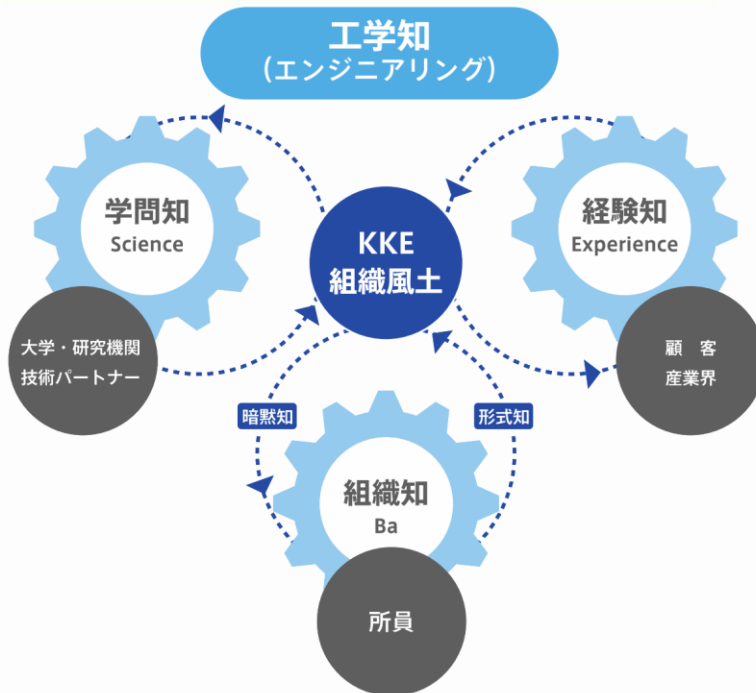 工学知
(エンジニアリング)
学問知
Science
大学・研究機関
技術パートナー
KKE
組織風土
経験知
Experience
顧　客
産業界
暗黙知
形式知
組織知
Ba
所員